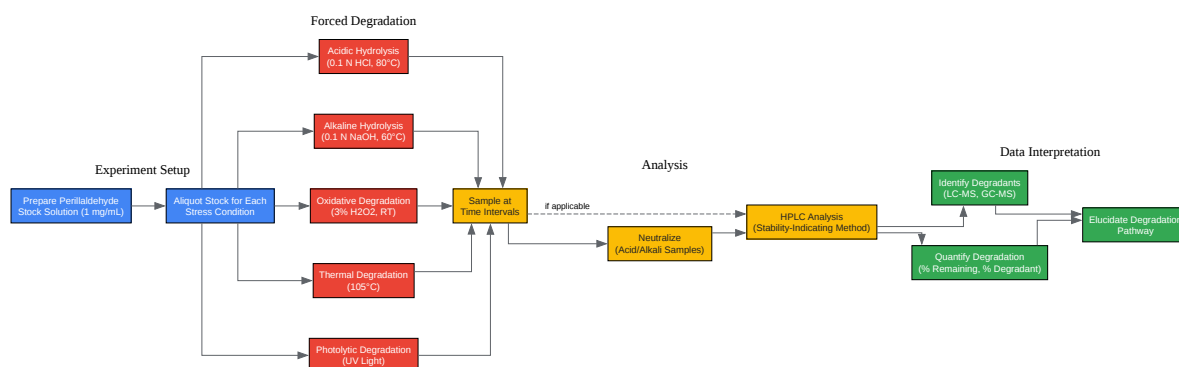 Forced Degradation
Acidic Hydrolysis
(0.1 N HCl, 80°C)
Alkaline Hydrolysis
(0.1 N NaOH, 60°C)
Experiment Setup
Analysis
Data Interpretation
Prepare Perillaldehyde
Stock Solution (1 mg/mL)
Aliquot Stock for Each
Stress Condition
Oxidative Degradation
(3% H2O2, RT)
Sample at
Time Intervals
if applicable
Neutralize
(Acid/Alkali Samples)
HPLC Analysis
(Stability-Indicating Method)
Identify Degradants
(LC-MS, GC-MS)
Elucidate Degradation
Pathway
Quantify Degradation
(% Remaining, % Degradant)
Thermal Degradation
(105°C)
Photolytic Degradation
(UV Light)